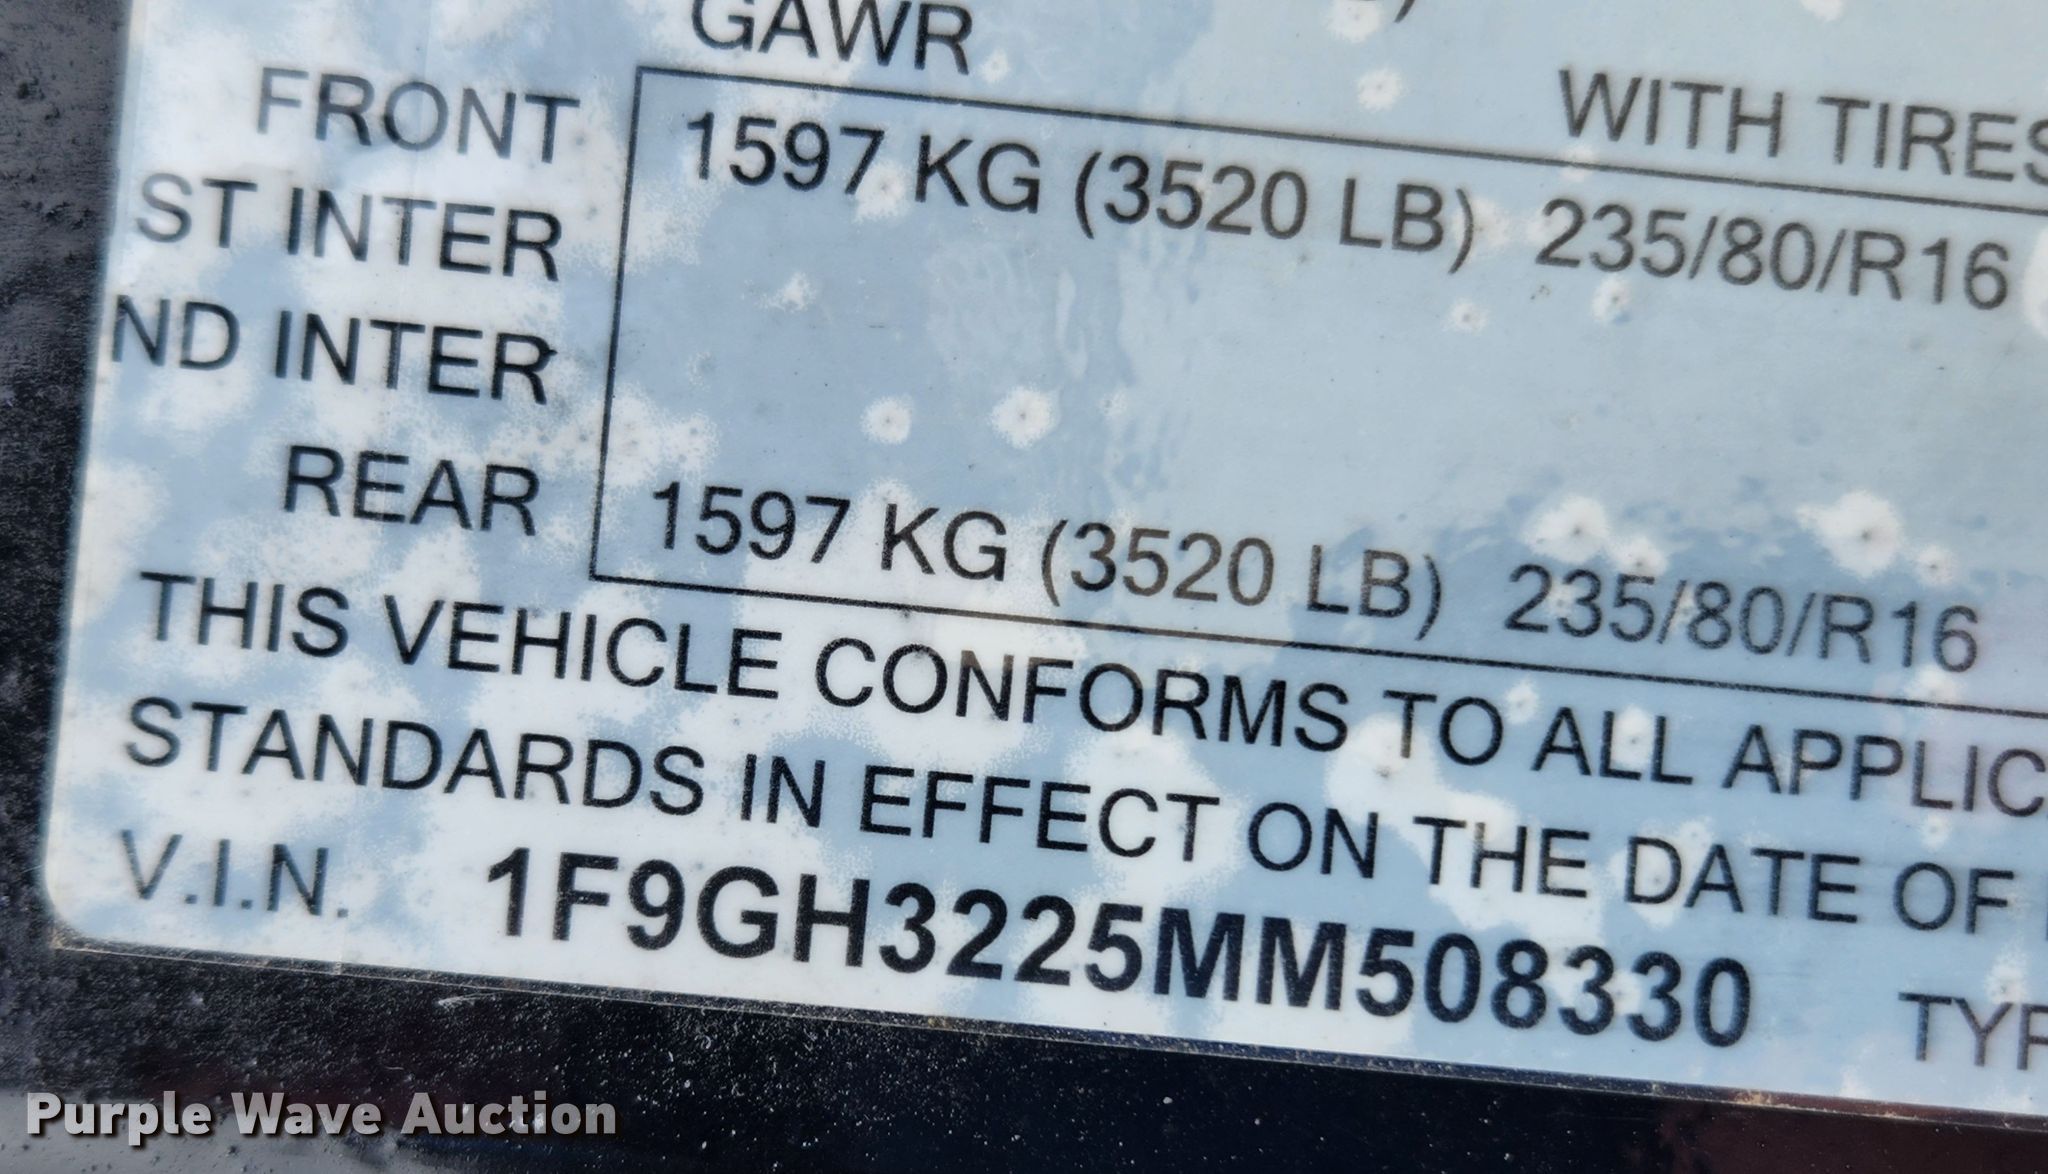 GAWR
WITH TIRES
FRONT 1597 KG (3520 LB) 235/80/R16
ST INTER
ND INTER
REAR 1597 KG (3520 LB) 235/80/R16
THIS VEHICLE CONFORMS TO ALL APPLIC
STANDARDS IN EFFECT ON THE DATE OF
V.I.N. 1F9GH3225MM508330 TYP
Purple Wave Auction